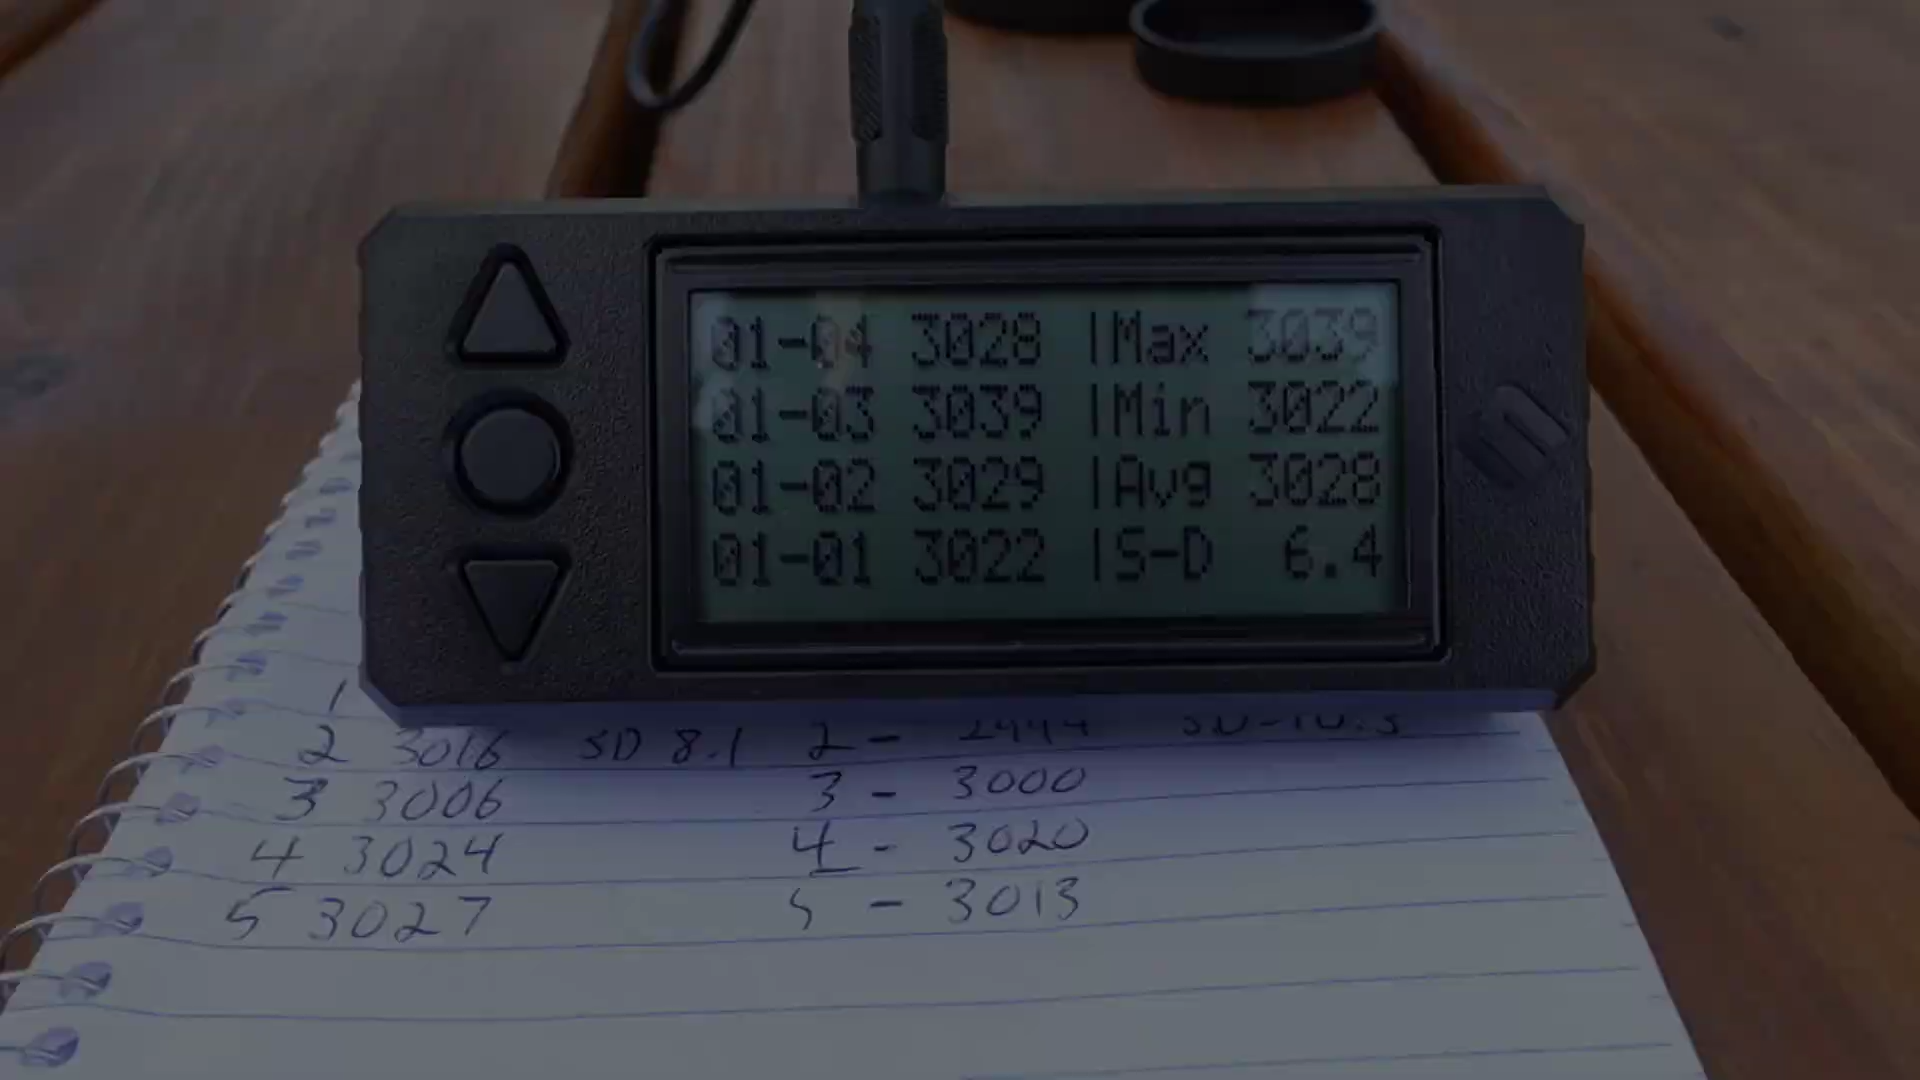 01-04 3028 |Max 3039
01-03 3039 |Min 3022
01-02 3029 |Avg 3028
01-01 3022 |S-D 6.4
1
2 3016 SD 8.1 2 -
3 3006 3 - 3000
4 3024 4 - 3020
5 3027 5 - 3013